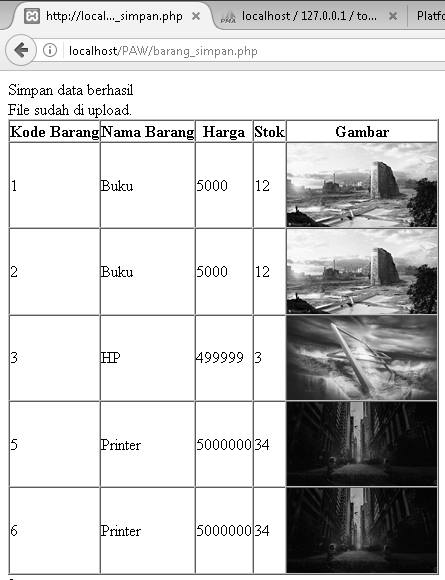 http://local..._simpan.php
localhost / 127.0.0.1 / to...
Platfo
localhost/PAW/barang_simpan.php
Simpan data berhasil
File sudah di upload.
Kode Barang Nama Barang Harga Stok Gambar
1 Buku 5000 12
2 Buku 5000 12
3 HP 499999 3
5 Printer 5000000 34
6 Printer 5000000 34